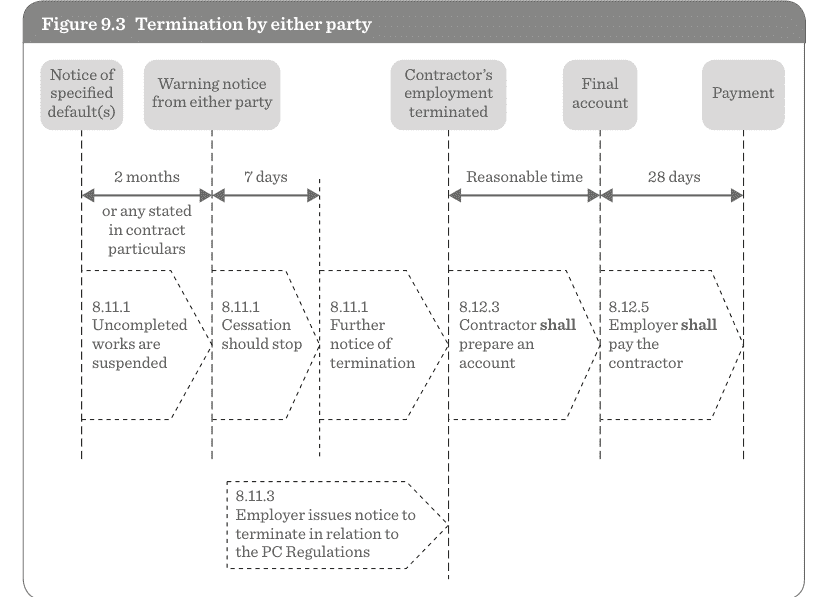 Figure 9.3 Termination by either party
Notice of
specified
default(s)
Warning notice
from either party
Contractor's
employment
terminated
Final
account
Payment
2 months
or any stated
in contract
particulars
7 days
Reasonable time
28 days
8.11.1
Uncompleted
works are
suspended
8.11.1
Cessation
should stop
8.11.1
Further
notice of
termination
8.12.3
Contractor shall
prepare an
account
8.12.5
Employer shall
pay the
contractor
8.11.3
Employer issues notice to
terminate in relation to
the PC Regulations